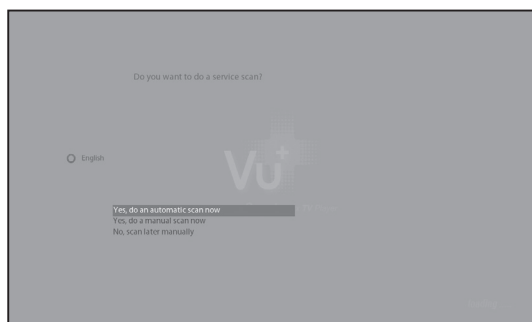 Do you want to do a service scan?
English
Vu+
Yes, do an automatic scan now
Yes, do a manual scan now
No, scan later manually